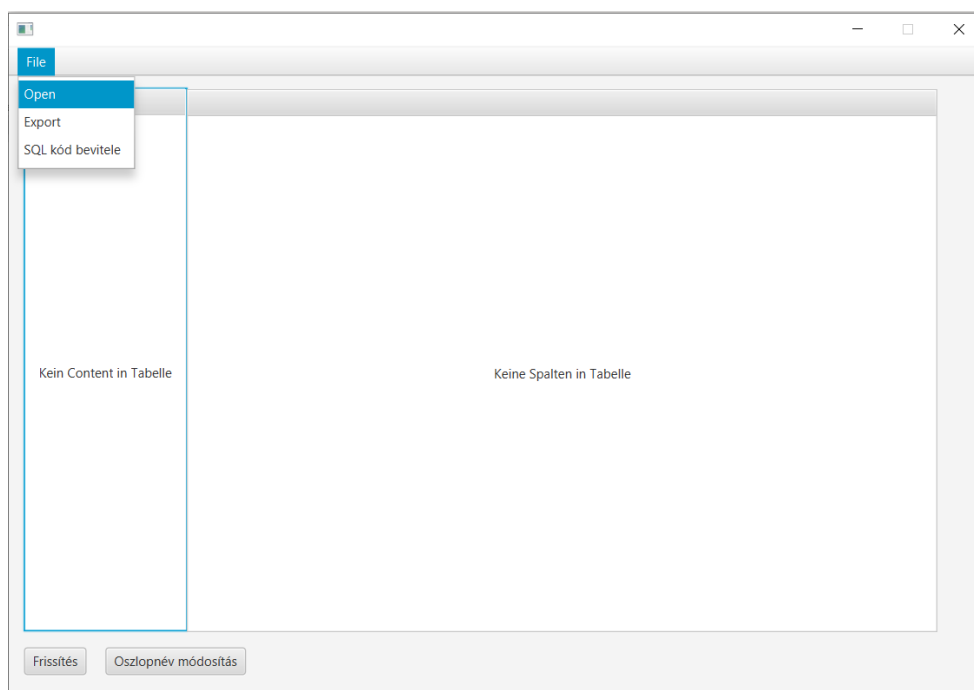 File
Open
Export
SQL kód bevitele
Kein Content in Tabelle
Keine Spalten in Tabelle
Frissítés
Oszlopnév módosítás